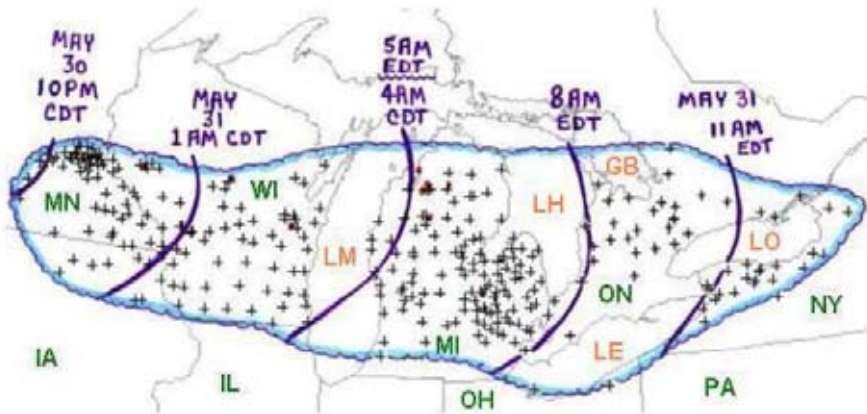 MAY
30
10PM
CDT
MAY
31
1AM CDT
5AM
EDT
4AM
CDT
8AM
EDT
MAY 31
11AM
EDT
GB
MN
WI
LH
LM
LO
ON
NY
MI
LE
IA
IL
OH
PA